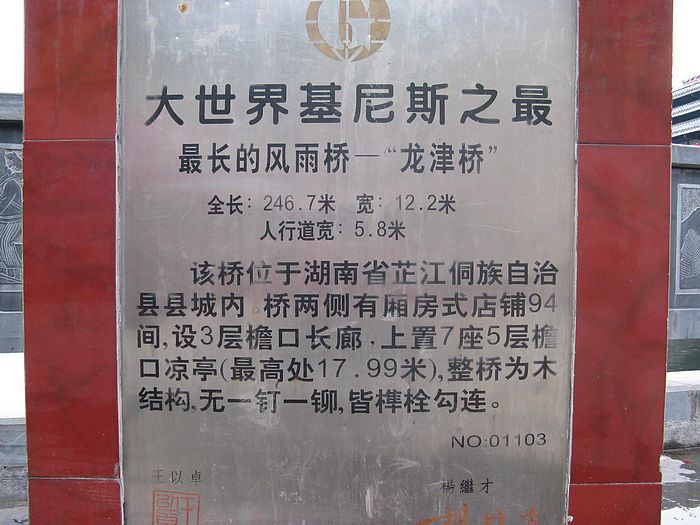 大世界基尼斯之最
最长的风雨桥—“龙津桥”
全长: 246.7米 宽: 12.2米
人行道宽: 5.8米
该桥位于湖南省芷江侗族自治
县县城内。桥两侧有厢房式店铺94
间,设3层檐口长廊,上置7座5层檐
口凉亭(最高处17.99米),整桥为木
结构,无一钉一铆,皆榫栓勾连。
NO:01103
王以卓
楊繼才